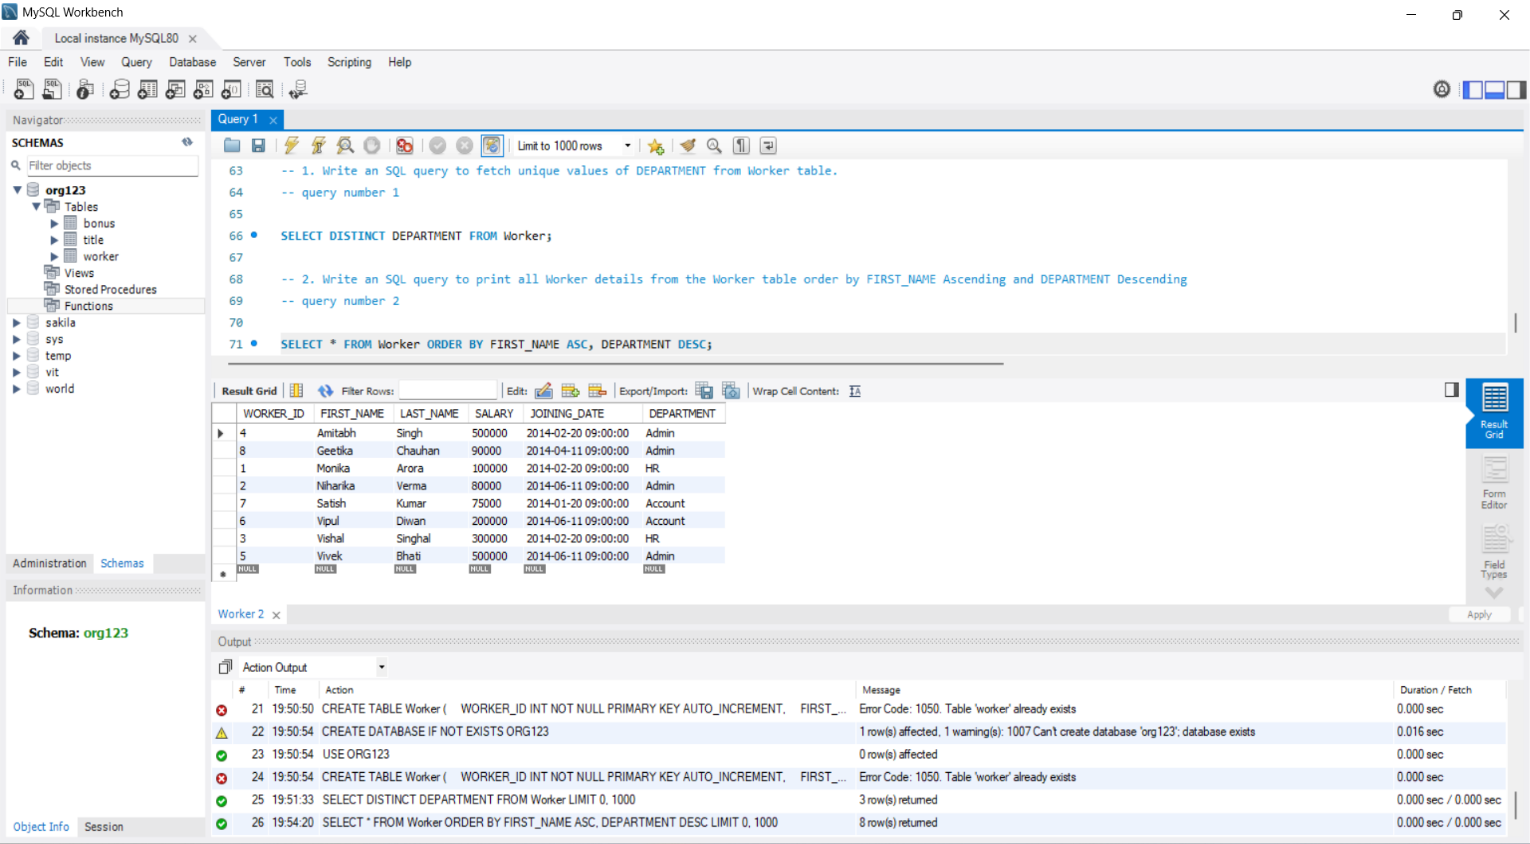 MySQL Workbench
Local instance MySQL80 ×
File Edit View Query Database Server Tools Scripting Help
Navigator
SCHEMAS
Filter objects
org123
Tables
bonus
title
worker
Views
Stored Procedures
Functions
sakila
sys
temp
vit
world
Administration Schemas
Information
Schema: org123
Object Info Session
Query 1 ×
Limit to 1000 rows
63 -- 1. Write an SQL query to fetch unique values of DEPARTMENT from Worker table.
64 -- query number 1
65
66 SELECT DISTINCT DEPARTMENT FROM Worker;
67
68 -- 2. Write an SQL query to print all Worker details from the Worker table order by FIRST_NAME Ascending and DEPARTMENT Descending
69 -- query number 2
70
71 SELECT * FROM Worker ORDER BY FIRST_NAME ASC, DEPARTMENT DESC;
Result Grid Filter Rows: Edit: Export/Import: Wrap Cell Content:
WORKER_ID FIRST_NAME LAST_NAME SALARY JOINING_DATE DEPARTMENT
4 Amitabh Singh 500000 2014-02-20 09:00:00 Admin
8 Geetika Chauhan 90000 2014-04-11 09:00:00 Admin
1 Monika Arora 100000 2014-02-20 09:00:00 HR
2 Niharika Verma 80000 2014-06-11 09:00:00 Admin
7 Satish Kumar 75000 2014-01-20 09:00:00 Account
6 Vipul Diwan 200000 2014-06-11 09:00:00 Account
3 Vishal Singhal 300000 2014-02-20 09:00:00 HR
5 Vivek Bhati 500000 2014-06-11 09:00:00 Admin
NULL NULL NULL NULL NULL NULL
Result
Grid
Form
Editor
Field
Types
Worker 2 ×
Apply
Output
Action Output
# Time Action Message Duration / Fetch
21 19:50:50 CREATE TABLE Worker ( WORKER_ID INT NOT NULL PRIMARY KEY AUTO_INCREMENT, FIRST_... Error Code: 1050. Table 'worker' already exists 0.000 sec
22 19:50:54 CREATE DATABASE IF NOT EXISTS ORG123 1 row(s) affected, 1 warning(s): 1007 Can't create database 'org123'; database exists 0.016 sec
23 19:50:54 USE ORG123 0 row(s) affected 0.000 sec
24 19:50:54 CREATE TABLE Worker ( WORKER_ID INT NOT NULL PRIMARY KEY AUTO_INCREMENT, FIRST_... Error Code: 1050. Table 'worker' already exists 0.000 sec
25 19:51:33 SELECT DISTINCT DEPARTMENT FROM Worker LIMIT 0, 1000 3 row(s) returned 0.000 sec / 0.000 sec
26 19:54:20 SELECT * FROM Worker ORDER BY FIRST_NAME ASC, DEPARTMENT DESC LIMIT 0, 1000 8 row(s) returned 0.000 sec / 0.000 sec